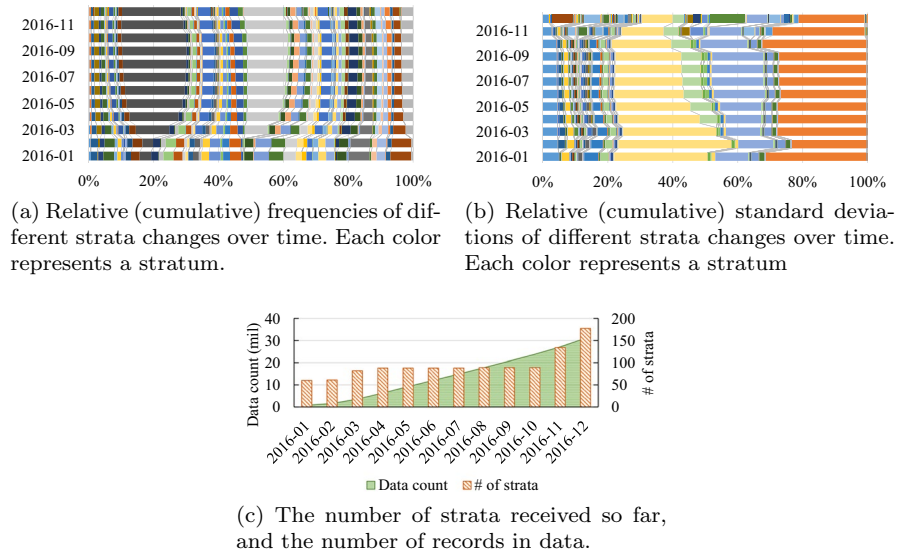 2016-11
2016-09
2016-07
2016-05
2016-03
2016-01
0% 20% 40% 60% 80% 100%
(a) Relative (cumulative) frequencies of dif-
ferent strata changes over time. Each color
represents a stratum.
2016-11
2016-09
2016-07
2016-05
2016-03
2016-01
0% 20% 40% 60% 80% 100%
(b) Relative (cumulative) standard devia-
tions of different strata changes over time.
Each color represents a stratum
Data count (mil)
40
30
20
10
0
200
150
100
50
0
# of strata
2016-01
2016-02
2016-03
2016-04
2016-05
2016-06
2016-07
2016-08
2016-09
2016-10
2016-11
2016-12
Data count # of strata
(c) The number of strata received so far,
and the number of records in data.